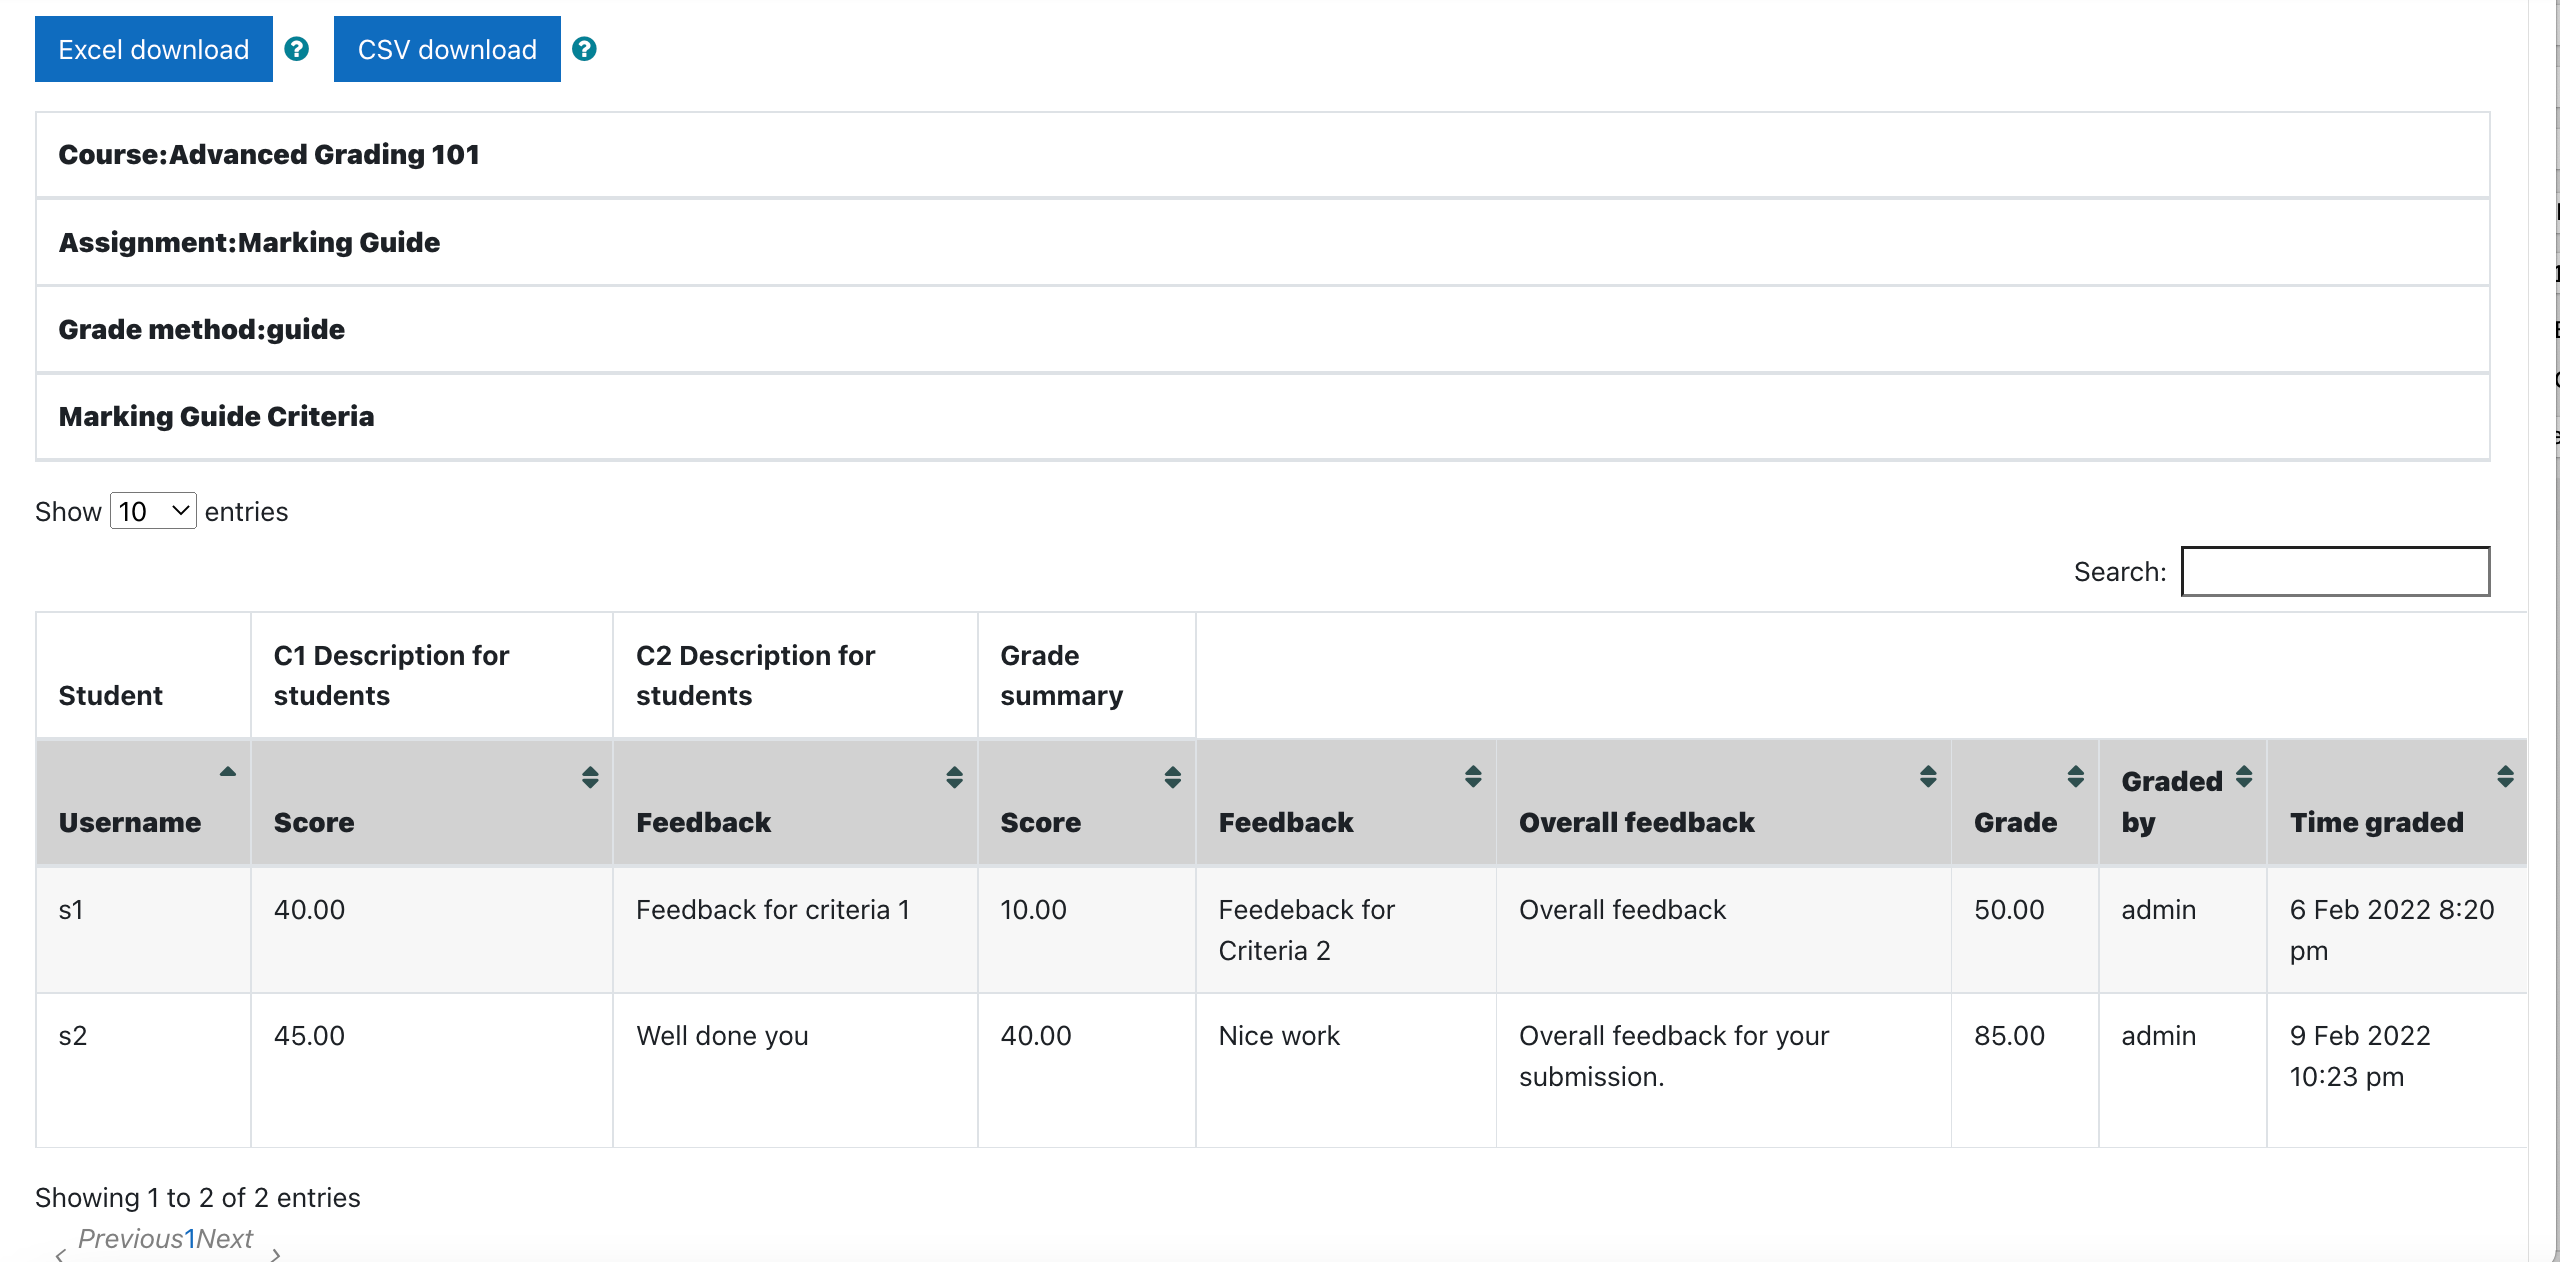 Excel download ? CSV download ?
Course:Advanced Grading 101
Assignment:Marking Guide
Grade method:guide
Marking Guide Criteria
Show 10 entries
Search:
Student C1 Description for students C2 Description for students Grade summary
Username Score Feedback Score Feedback Overall feedback Grade Graded by Time graded
s1 40.00 Feedback for criteria 1 10.00 Feedeback for Criteria 2 Overall feedback 50.00 admin 6 Feb 2022 8:20 pm
s2 45.00 Well done you 40.00 Nice work Overall feedback for your submission. 85.00 admin 9 Feb 2022 10:23 pm
Showing 1 to 2 of 2 entries
Previous1Next